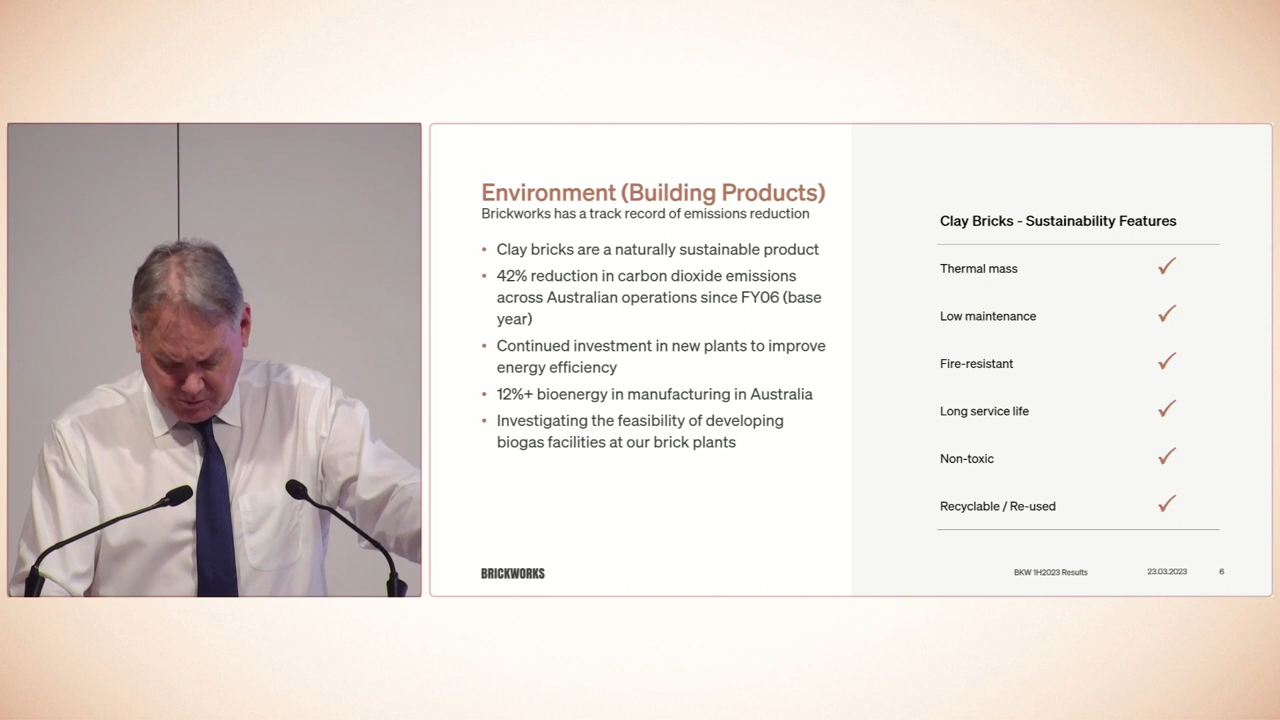 Environment (Building Products)
Brickworks has a track record of emissions reduction
• Clay bricks are a naturally sustainable product
• 42% reduction in carbon dioxide emissions
across Australian operations since FY06 (base
year)
• Continued investment in new plants to improve
energy efficiency
• 12%+ bioenergy in manufacturing in Australia
• Investigating the feasibility of developing
biogas facilities at our brick plants
BRICKWORKS
Clay Bricks - Sustainability Features
Thermal mass ✓
Low maintenance ✓
Fire-resistant ✓
Long service life ✓
Non-toxic ✓
Recyclable / Re-used ✓
BKW 1H2023 Results 23.03.2023 6